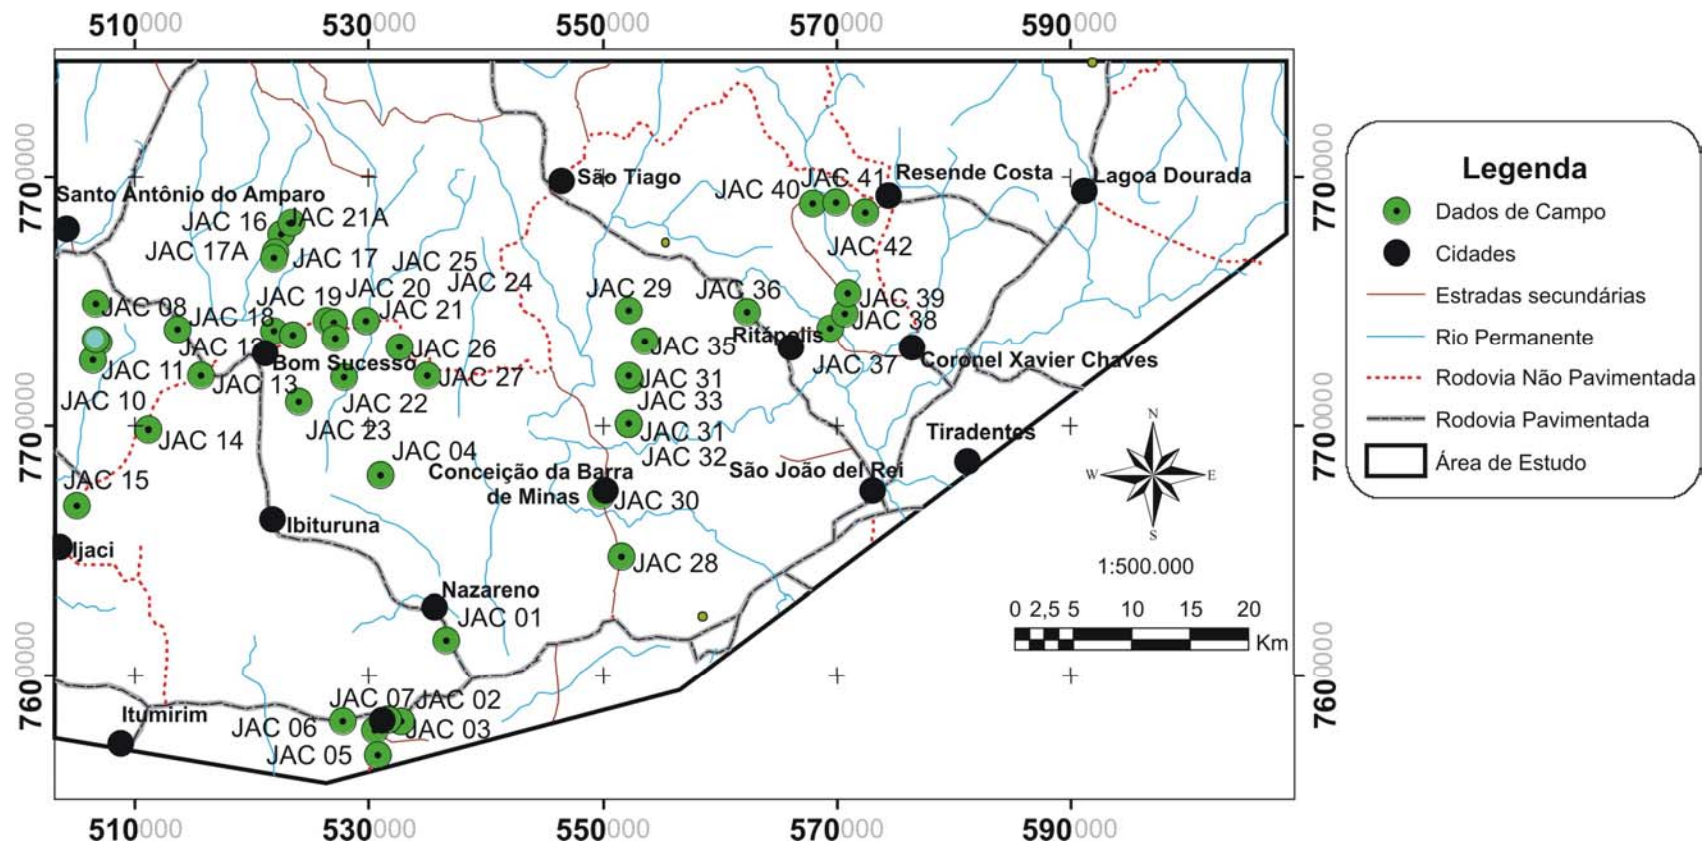 510000 530000 550000 570000 590000
7700000
7700000
7600000
7700000
7700000
7600000
Santo Antônio do Amparo
São Tiago
JAC 40
JAC 41
Resende Costa
Lagoa Dourada
JAC 16
JAC 21A
JAC 17A
JAC 17
JAC 25
JAC 24
JAC 42
JAC 08
JAC 18
JAC 19
JAC 20
JAC 21
JAC 29
JAC 36
JAC 39
JAC 38
Ritápolis
JAC 35
JAC 37
Coronel Xavier Chaves
Bom Sucesso
JAC 26
JAC 11
JAC 13
JAC 27
JAC 31
JAC 10
JAC 22
JAC 33
JAC 14
JAC 23
JAC 31
Tiradentes
JAC 04
JAC 32
JAC 15
Conceição da Barra
de Minas
São João del Rei
JAC 30
Ibituruna
Ijaci
JAC 28
Nazareno
JAC 01
JAC 07
JAC 02
Itumirim
JAC 06
JAC 03
JAC 05
N
W
E
S
1:500.000
0 2,5 5 10 15 20
Km
510000 530000 550000 570000 590000
Legenda
Dados de Campo
Cidades
Estradas secundárias
Rio Permanente
Rodovia Não Pavimentada
Rodovia Pavimentada
Área de Estudo